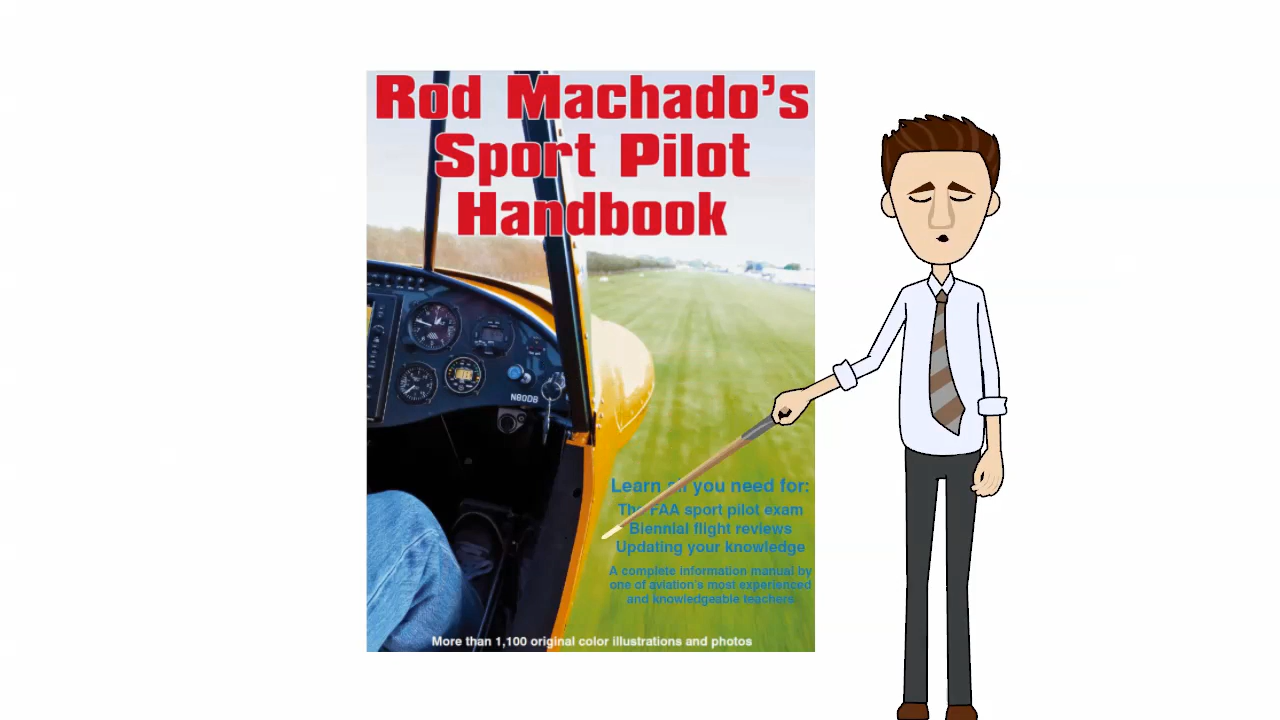 Rod Machado's
Sport Pilot
Handbook
N80DB
Learn all you need for:
The FAA sport pilot exam
Biennial flight reviews
Updating your knowledge
A complete information manual by
one of aviation's most experienced
and knowledgeable teachers
More than 1,100 original color illustrations and photos